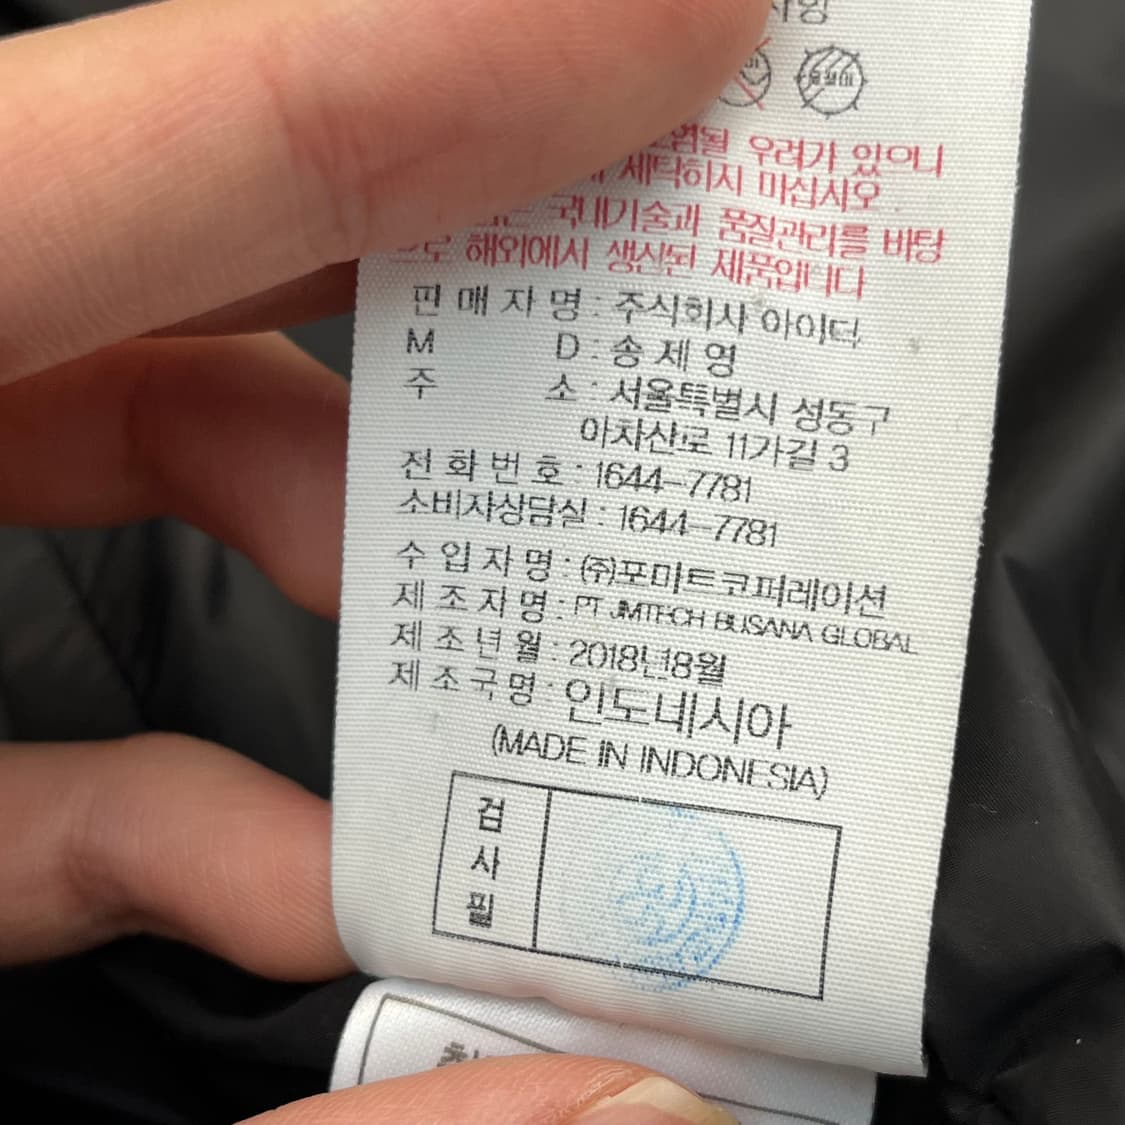 우려가 있으니
세탁하지 마십시오.
국내기술과 품질관리를 바탕
으로 해외에서 생산된 제품입니다
판 매 자 명 : 주식회사 아이더
M D : 송 제 영
주 소 : 서울특별시 성동구
아차산로 11가길 3
전 화 번 호 : 1644-7781
소비자상담실 : 1644-7781
수 입 자 명 : (주)포마트코퍼레이션
제 조 자 명 : PT JMTECH BUSANA GLOBAL
제 조 년 월 : 2018년8월
제 조 국 명 : 인도네시아
(MADE IN INDONESIA)
검
사
필